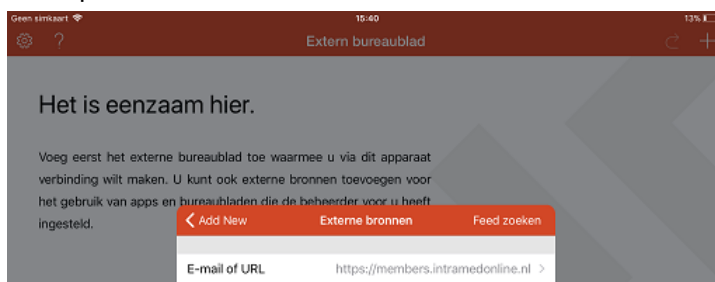 Geen simkaart
15:40
13%
?
Extern bureaublad
Het is eenzaam hier.
Voeg eerst het externe bureaublad toe waarmee u via dit apparaat
verbinding wilt maken. U kunt ook externe bronnen toevoegen voor
het gebruik van apps en bureaubladen die de beheerder voor u heeft
ingesteld.
Add New
Externe bronnen
Feed zoeken
E-mail of URL
https://members.intramedonline.nl